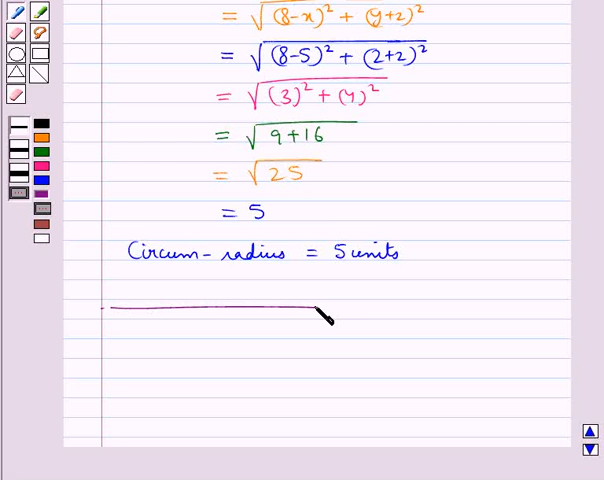 = √(8-x)² + (y+2)²
= √(8-5)² + (2+2)²
= √(3)² + (4)²
= √9+16
= √25
= 5
Circum-radius = 5 units